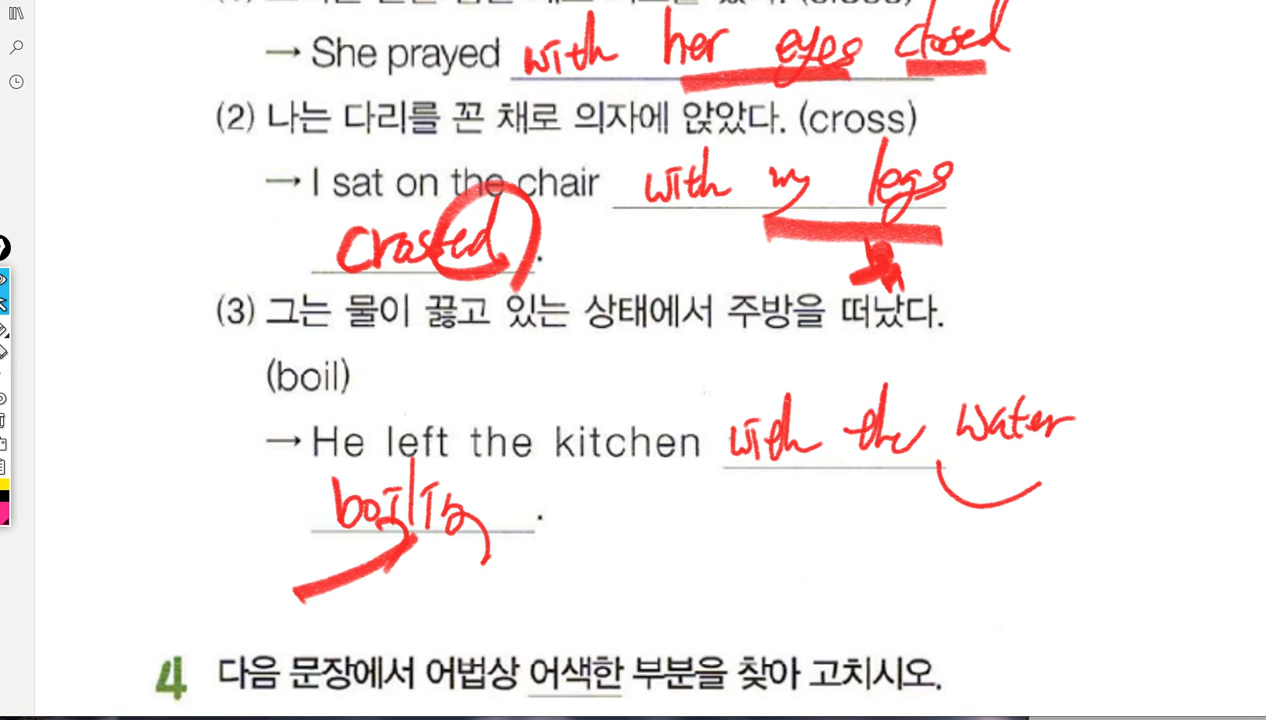 → She prayed with her eyes closed
(2) 나는 다리를 꼰 채로 의자에 앉았다. (cross)
→ I sat on the chair with my legs
crossed.
(3) 그는 물이 끓고 있는 상태에서 주방을 떠났다.
(boil)
→ He left the kitchen with the water
boiling.
4 다음 문장에서 어법상 어색한 부분을 찾아 고치시오.